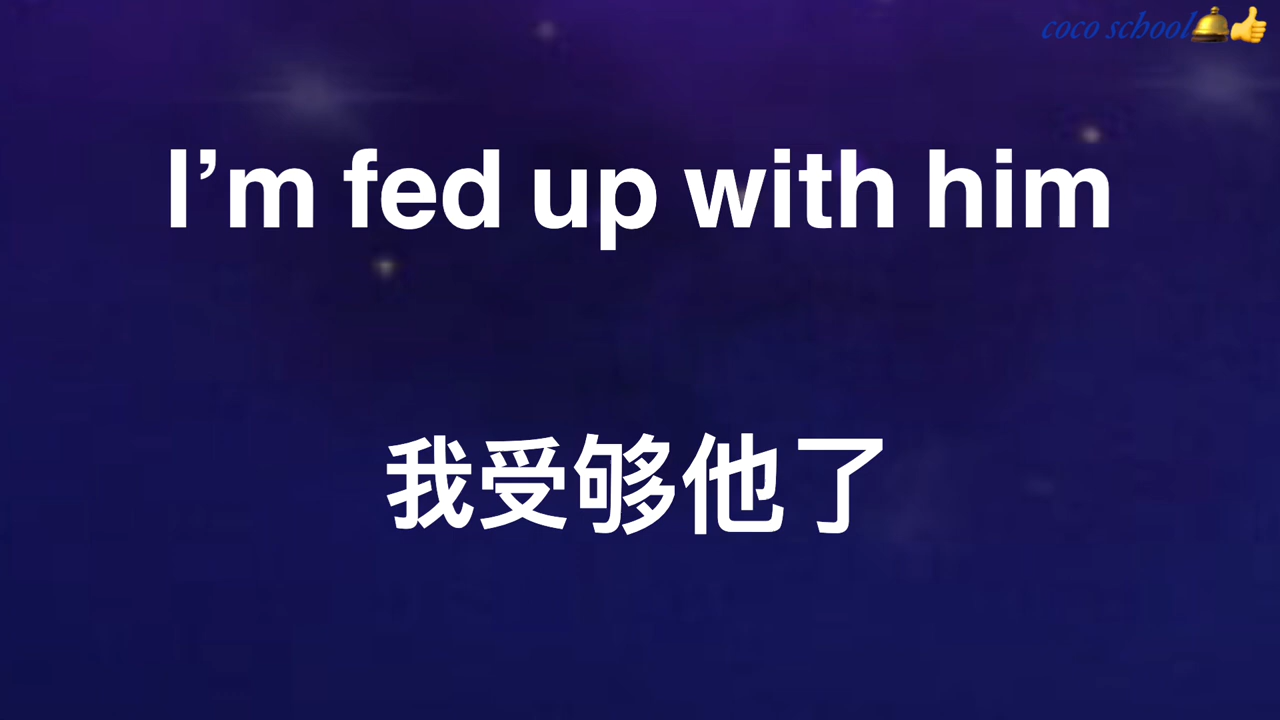 coco school🛎👍
I’m fed up with him
我受够他了